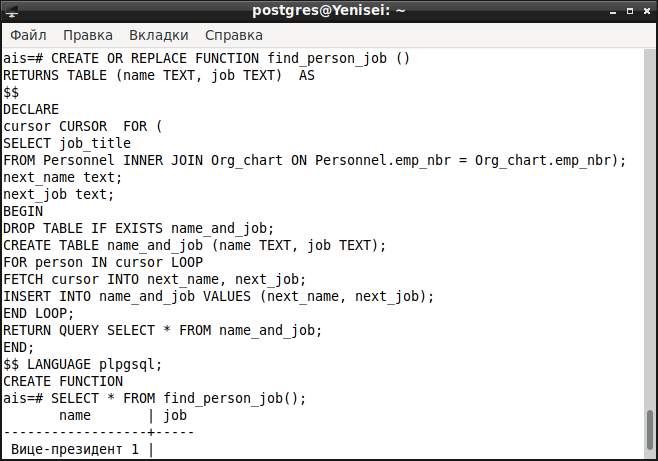 postgres@Yenisei: ~
Файл Правка Вкладки Справка
ais=# CREATE OR REPLACE FUNCTION find_person_job ()
RETURNS TABLE (name TEXT, job TEXT)  AS
$$
DECLARE
cursor CURSOR  FOR (
SELECT job_title
FROM Personnel INNER JOIN Org_chart ON Personnel.emp_nbr = Org_chart.emp_nbr);
next_name text;
next_job text;
BEGIN
DROP TABLE IF EXISTS name_and_job;
CREATE TABLE name_and_job (name TEXT, job TEXT);
FOR person IN cursor LOOP
FETCH cursor INTO next_name, next_job;
INSERT INTO name_and_job VALUES (next_name, next_job);
END LOOP;
RETURN QUERY SELECT * FROM name_and_job;
END;
$$ LANGUAGE plpgsql;
CREATE FUNCTION
ais=# SELECT * FROM find_person_job();
       name       | job
------------------+-----
 Вице-президент 1 |